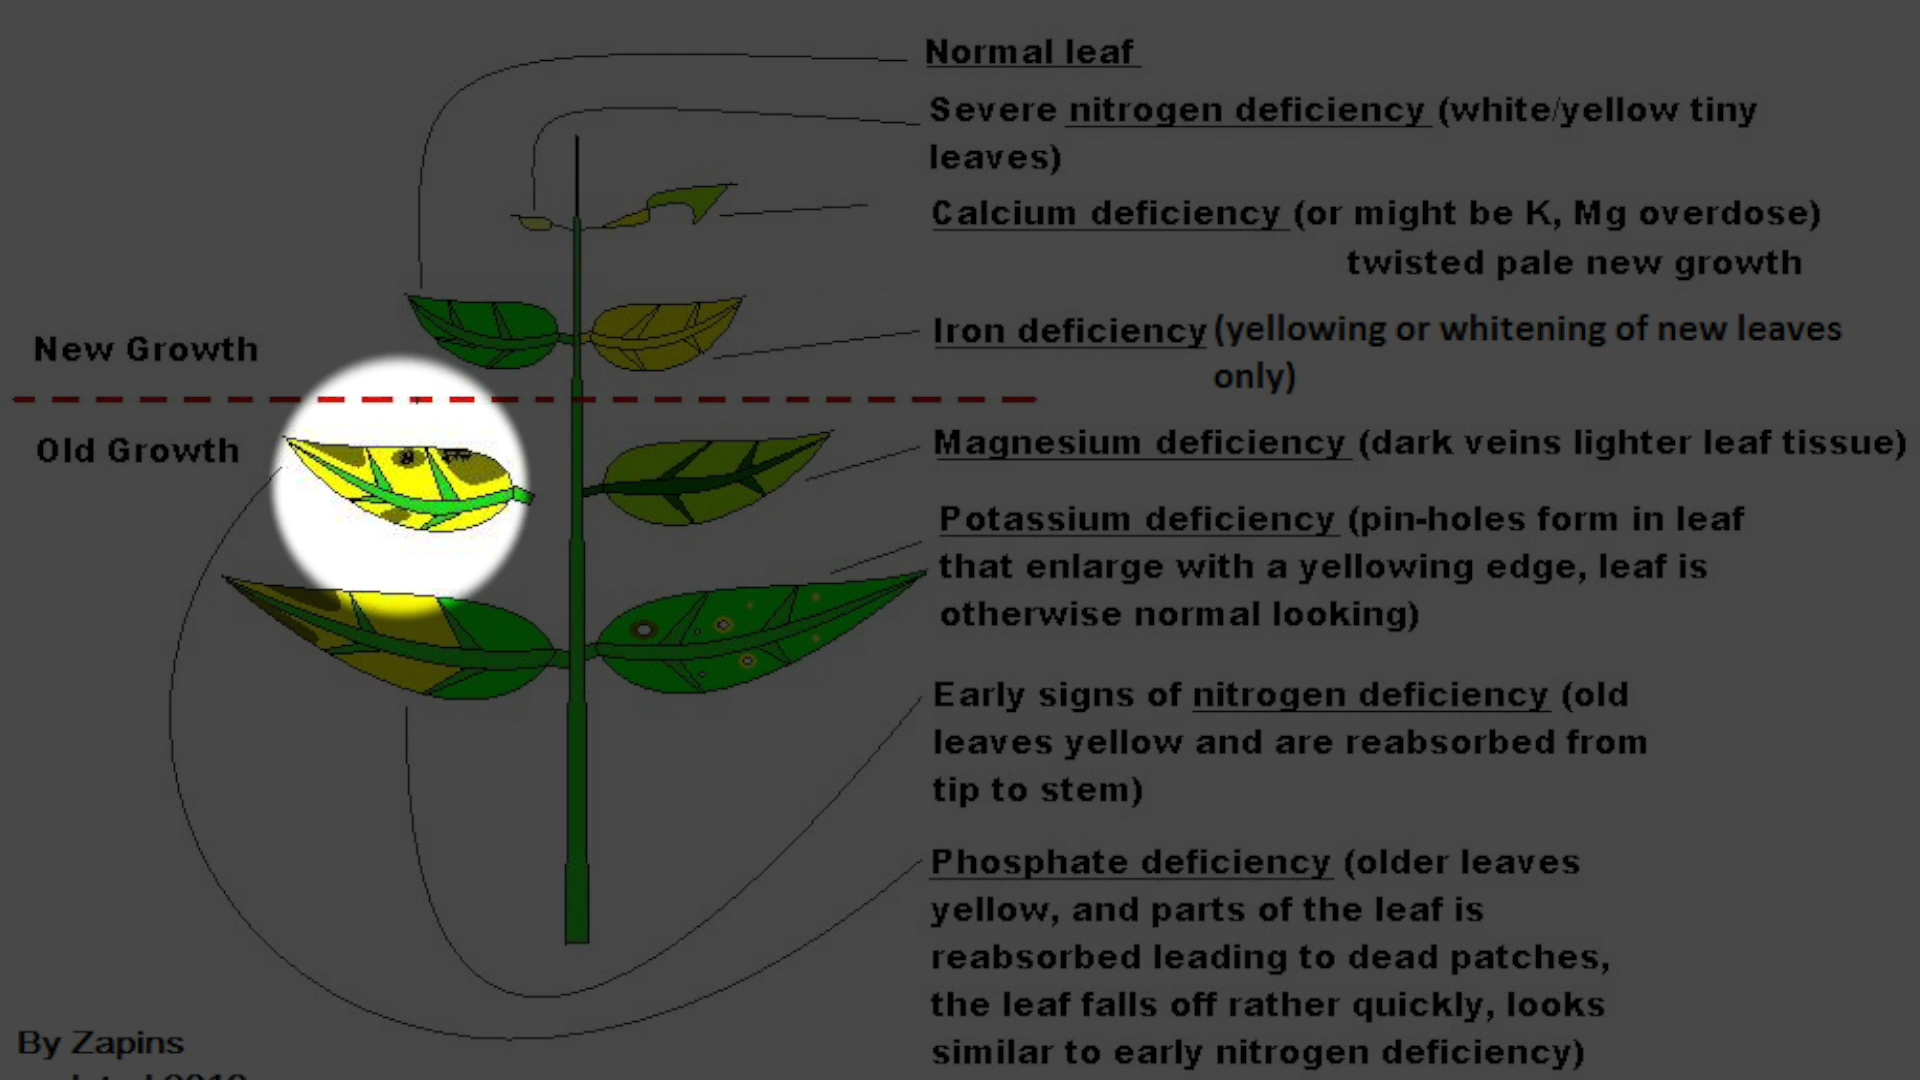 Normal leaf
Severe nitrogen deficiency (white/yellow tiny
leaves)
Calcium deficiency (or might be K, Mg overdose)
twisted pale new growth
New Growth
Iron deficiency (yellowing or whitening of new leaves
only)
Old Growth
Magnesium deficiency (dark veins lighter leaf tissue)
Potassium deficiency (pin-holes form in leaf
that enlarge with a yellowing edge, leaf is
otherwise normal looking)
Early signs of nitrogen deficiency (old
leaves yellow and are reabsorbed from
tip to stem)
Phosphate deficiency (older leaves
yellow, and parts of the leaf is
reabsorbed leading to dead patches,
the leaf falls off rather quickly, looks
similar to early nitrogen deficiency)
By Zapins